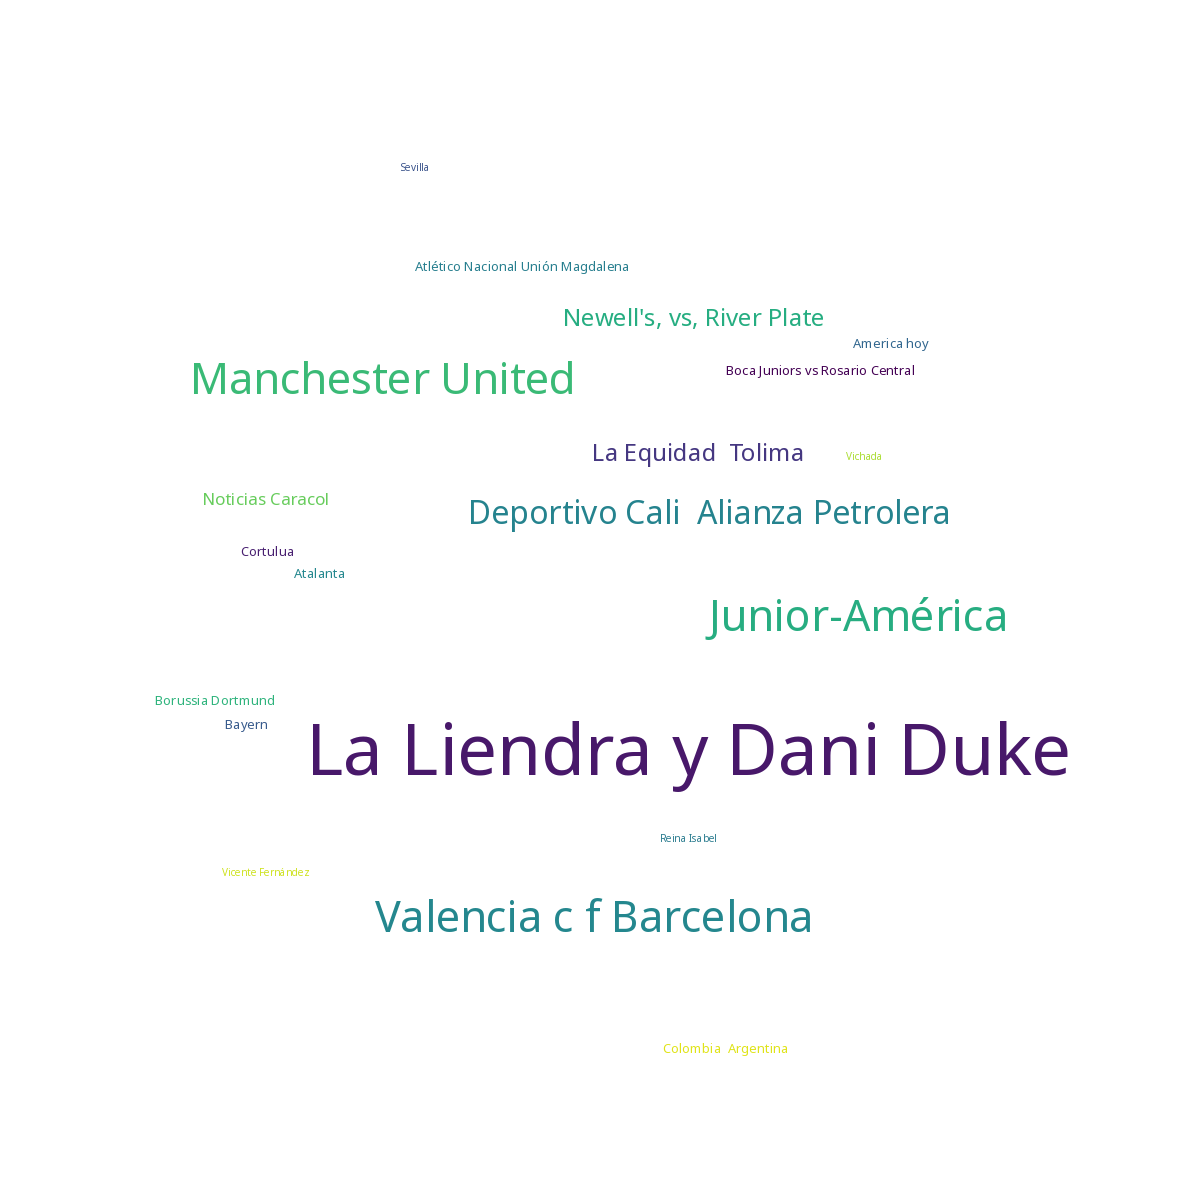 Sevilla
Atlético Nacional Unión Magdalena
Newell's, vs, River Plate
America hoy
Manchester United
Boca Juniors vs Rosario Central
La Equidad  Tolima
Vichada
Noticias Caracol
Deportivo Cali  Alianza Petrolera
Cortulua
Atalanta
Junior-América
Borussia Dortmund
Bayern
La Liendra y Dani Duke
Reina Isabel
Vicente Fernández
Valencia c f Barcelona
Colombia  Argentina